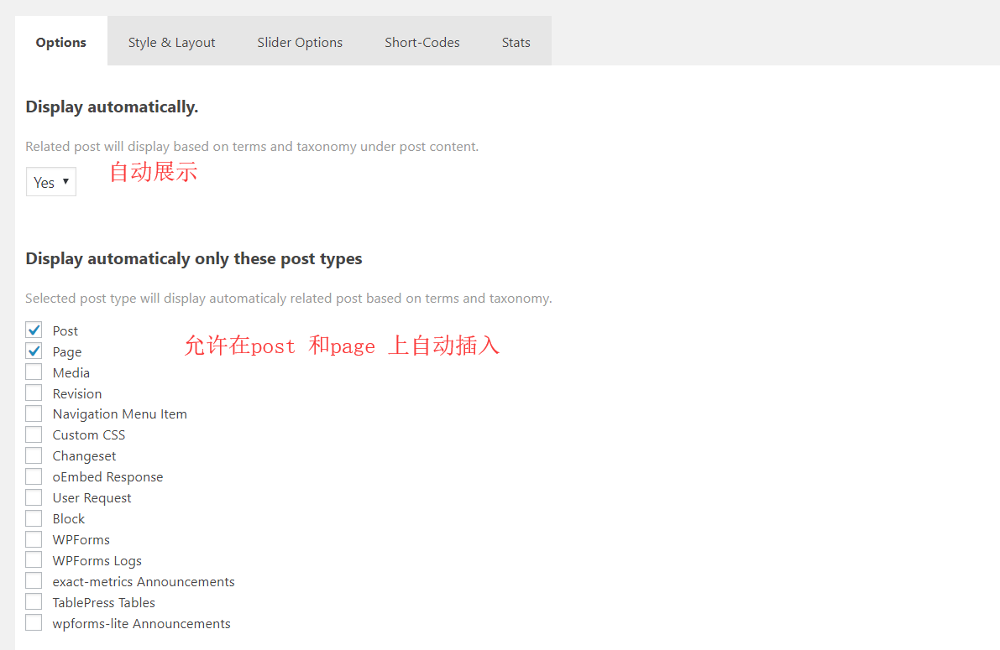 Options Style & Layout Slider Options Short-Codes Stats
Display automatically.
Related post will display based on terms and taxonomy under post content.
Yes
自动展示
Display automaticaly only these post types
Selected post type will display automaticaly related post based on terms and taxonomy.
Post
允许在post 和page 上自动插入
Page
Media
Revision
Navigation Menu Item
Custom CSS
Changeset
oEmbed Response
User Request
Block
WPForms
WPForms Logs
exact-metrics Announcements
TablePress Tables
wpforms-lite Announcements